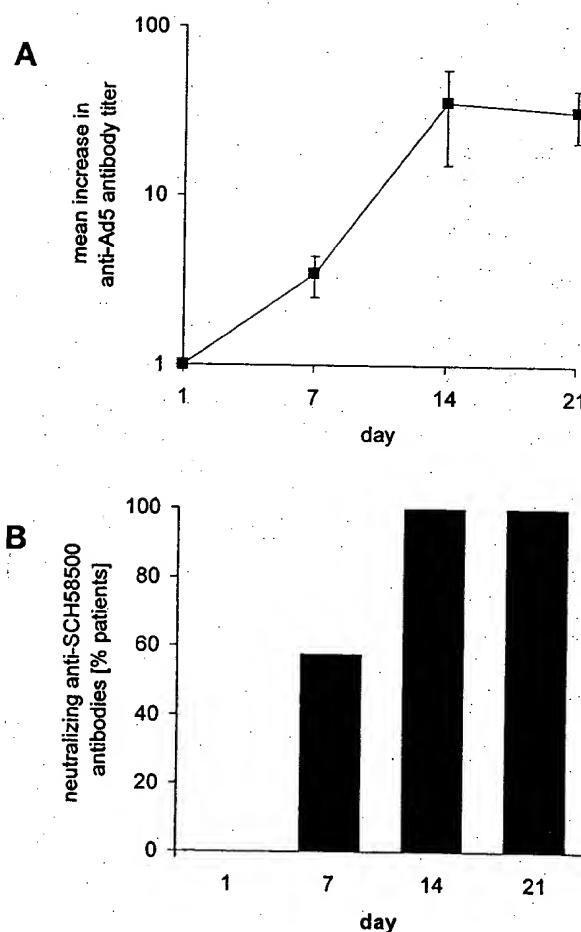 A
mean increase in
anti-Ad5 antibody titer
100
10
1
1 7 14 21
day
B
neutralizing anti-SCH58500
antibodies [% patients]
100
80
60
40
20
0
1 7 14 21
day